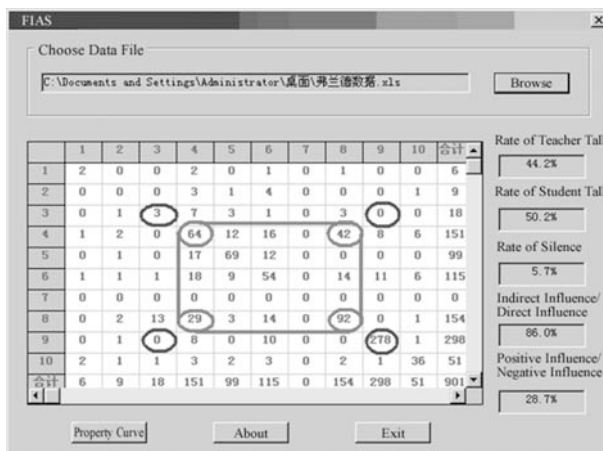 FIAS
Choose Data File
C:\Documents and Settings\Administrator\桌面\弗兰德数据.xls
Browse
1 2 3 4 5 6 7 8 9 10 合计
1 2 0 0 2 0 1 0 1 0 0 6
2 0 0 0 3 1 4 0 0 0 1 9
3 0 1 3 7 3 1 0 3 0 0 18
4 1 2 0 64 12 16 0 42 8 6 151
5 0 1 0 17 69 12 0 0 0 0 99
6 1 1 1 18 9 54 0 14 11 6 115
7 0 0 0 0 0 0 0 0 0 0 0
8 0 2 13 29 3 14 0 92 0 1 154
9 0 1 0 8 0 10 0 0 278 1 298
10 2 1 1 3 2 3 0 2 1 36 51
合计 6 9 18 151 99 115 0 154 298 51 901
Rate of Teacher Talk
44.2%
Rate of Student Talk
50.2%
Rate of Silence
5.7%
Indirect Influence/
Direct Influence
86.0%
Positive Influence/
Negative Influence
28.7%
Property Curve
About
Exit